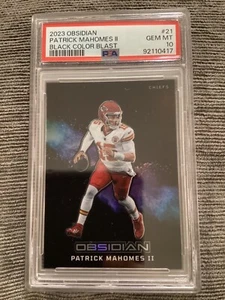 2023 OBSIDIAN #21
PATRICK MAHOMES II GEM MT
BLACK COLOR BLAST 10
PSA 92110417
CHIEFS
OBSIDIAN
PATRICK MAHOMES II